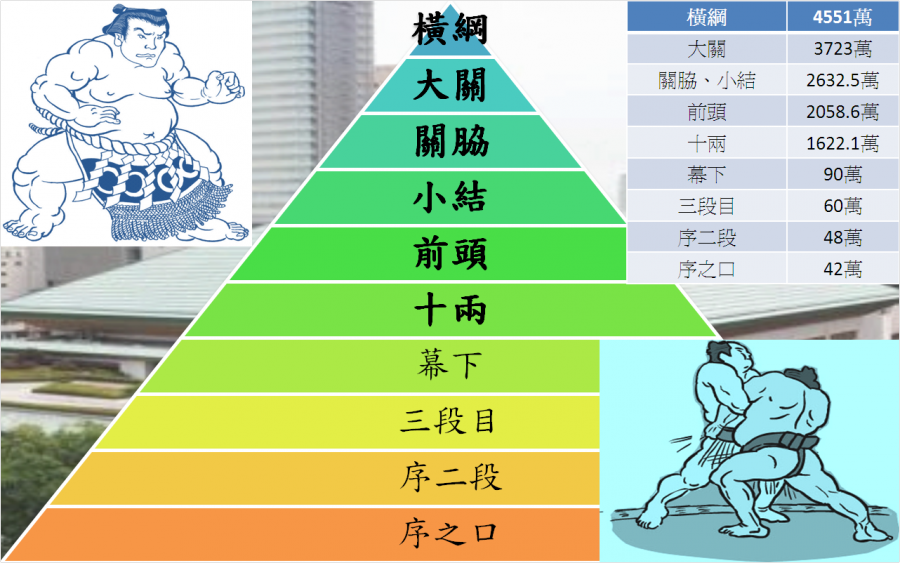 橫綱
大關
關脇
小結
前頭
十兩
幕下
三段目
序二段
序之口
橫綱 4551萬
大關 3723萬
關脇、小結 2632.5萬
前頭 2058.6萬
十兩 1622.1萬
幕下 90萬
三段目 60萬
序二段 48萬
序之口 42萬